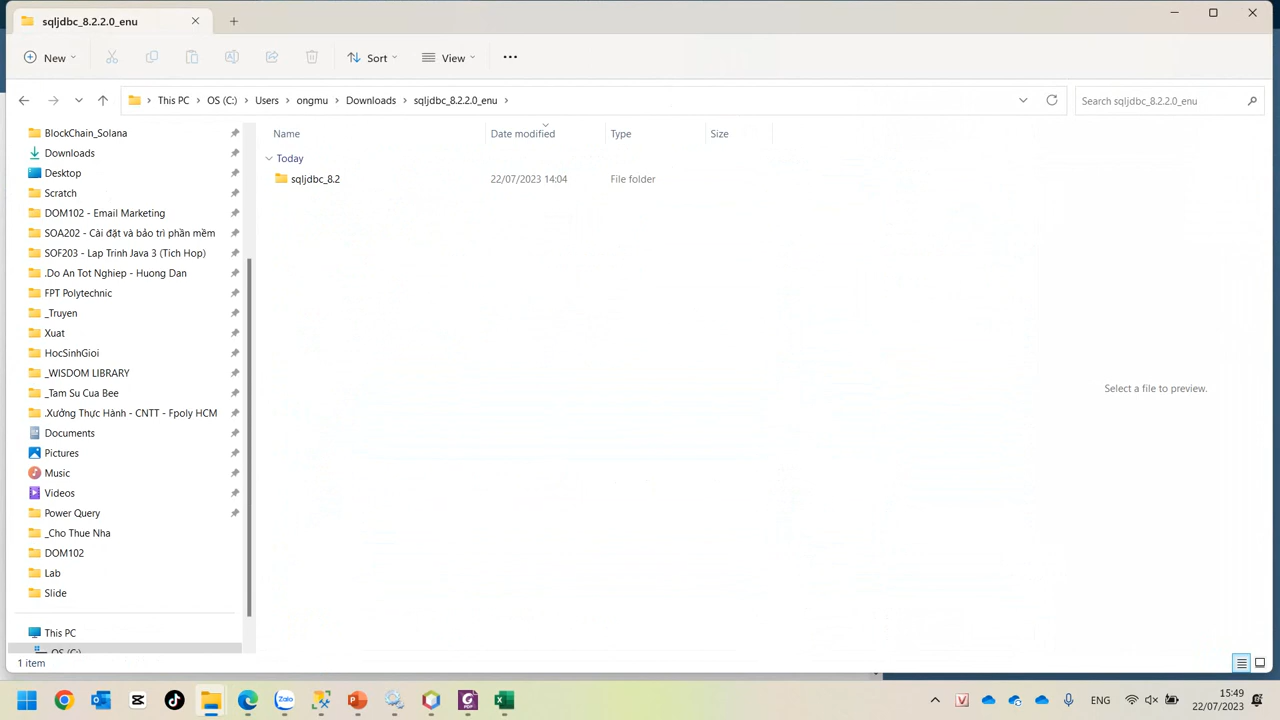 sqljdbc_8.2.2.0_enu
New
Sort
View
This PC
OS (C:)
Users
ongmu
Downloads
sqljdbc_8.2.2.0_enu
Search sqljdbc_8.2.2.0_enu
Name
Date modified
Type
Size
Today
sqljdbc_8.2
22/07/2023 14:04
File folder
BlockChain_Solana
Downloads
Desktop
Scratch
DOM102 - Email Marketing
SOA202 - Cài đặt và bảo trì phần mềm
SOF203 - Lap Trinh Java 3 (Tich Hop)
.Do An Tot Nghiep - Huong Dan
FPT Polytechnic
_Truyen
Xuat
HocSinhGioi
_WISDOM LIBRARY
_Tam Su Cua Bee
.Xưởng Thực Hành - CNTT - Fpoly HCM
Documents
Pictures
Music
Videos
Power Query
_Cho Thue Nha
DOM102
Lab
Slide
This PC
OS (C:)
Select a file to preview.
1 item
Zalo
ENG
15:49
22/07/2023